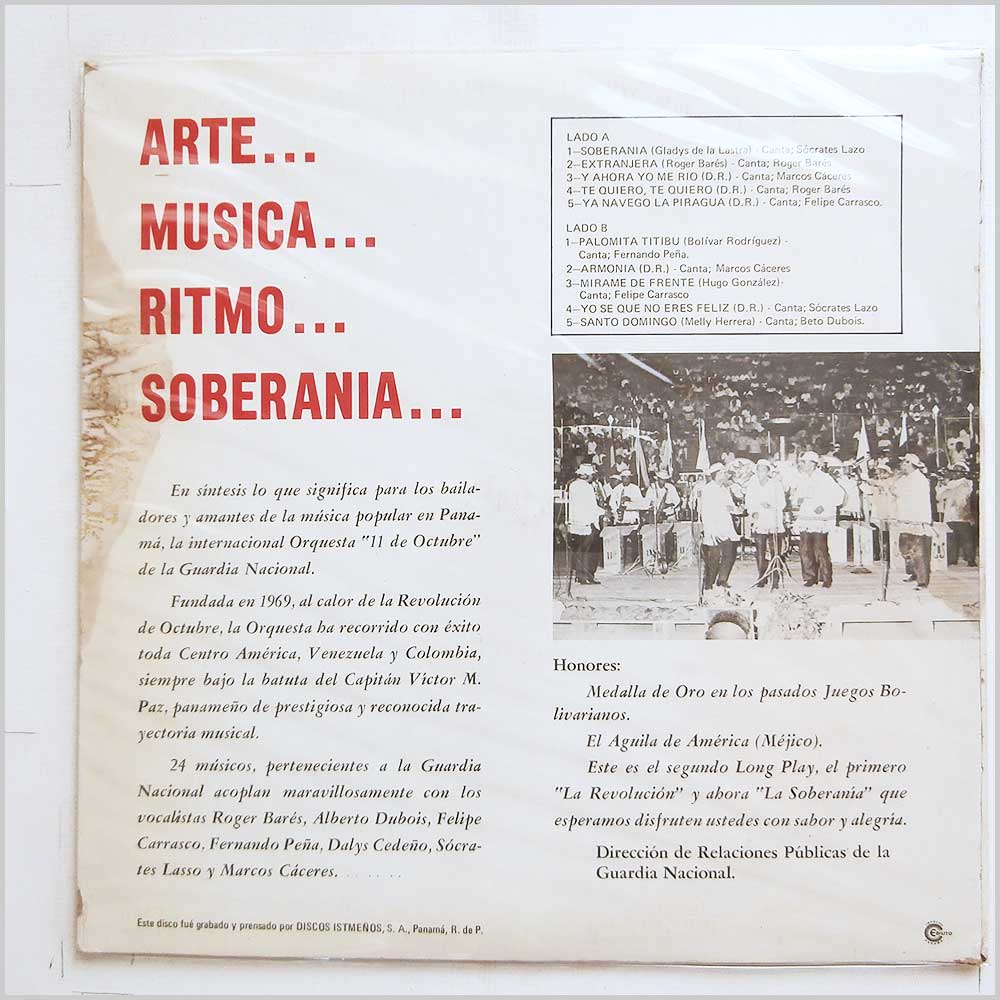 ARTE...
MUSICA...
RITMO...
SOBERANIA...
En síntesis lo que significa para los baila-
dores y amantes de la música popular en Pana-
má, la internacional Orquesta "11 de Octubre"
de la Guardia Nacional.
Fundada en 1969, al calor de la Revolución
de Octubre, la Orquesta ha recorrido con éxito
toda Centro América, Venezuela y Colombia,
siempre bajo la batuta del Capitán Víctor M.
Paz, panameño de prestigiosa y reconocida tra-
yectoria musical.
24 músicos, pertenecientes a la Guardia
Nacional acoplan maravillosamente con los
vocalistas Roger Barés, Alberto Dubois, Felipe
Carrasco, Fernando Peña, Dalys Cedeño, Sócra-
tes Lasso y Marcos Cáceres. . . . . .
Este disco fué grabado y prensado por DISCOS ISTMEÑOS, S. A., Panamá, R. de P.
LADO A
1—SOBERANIA (Gladys de la Lastra) - Canta; Sócrates Lazo
2—EXTRANJERA (Roger Barés) - Canta; Roger Barés
3—Y AHORA YO ME RIO (D.R.) - Canta; Marcos Cáceres
4—TE QUIERO, TE QUIERO (D.R.) - Canta; Roger Barés
5—YA NAVEGO LA PIRAGUA (D.R.) - Canta; Felipe Carrasco.
LADO B
1—PALOMITA TITIBU (Bolívar Rodríguez) -
Canta; Fernando Peña.
2—ARMONIA (D.R.) - Canta; Marcos Cáceres
3—MIRAME DE FRENTE (Hugo González)-
Canta; Felipe Carrasco
4—YO SE QUE NO ERES FELIZ (D.R.) - Canta; Sócrates Lazo
5—SANTO DOMINGO (Melly Herrera) - Canta; Beto Dubois.
Honores:
Medalla de Oro en los pasados Juegos Bo-
livarianos.
El Aguila de América (Méjico).
Este es el segundo Long Play, el primero
"La Revolución" y ahora "La Soberanía" que
esperamos disfruten ustedes con sabor y alegría.
Dirección de Relaciones Públicas de la
Guardia Nacional.